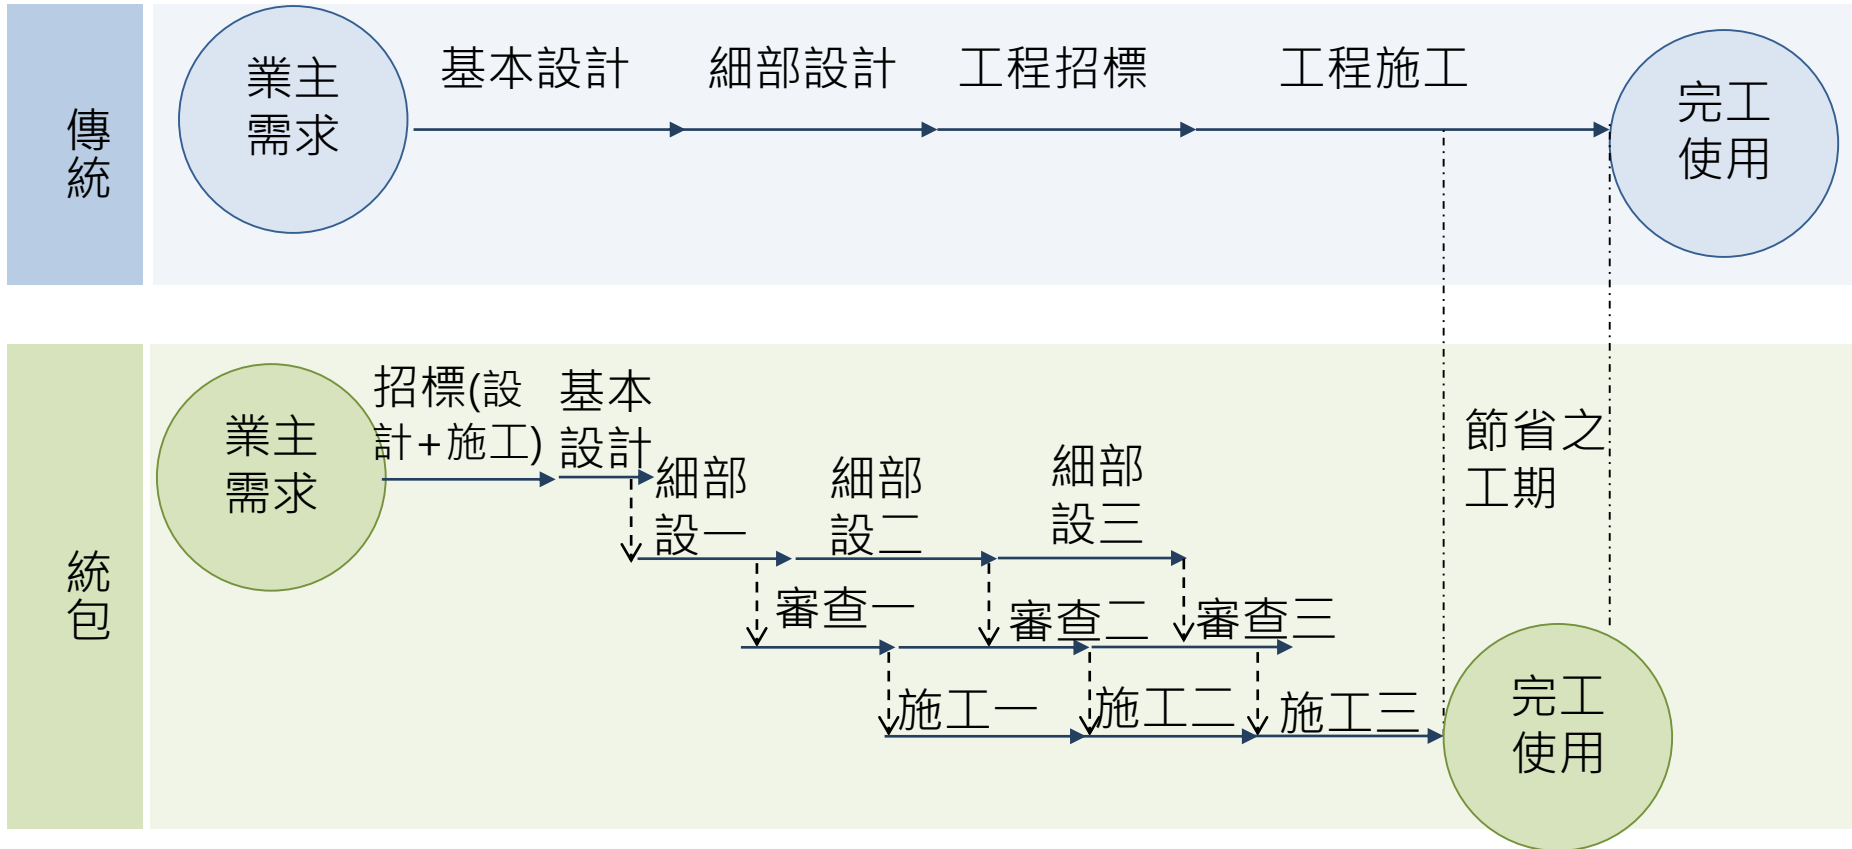 傳
統
業主
需求
基本設計
細部設計
工程招標
工程施工
完工
使用
統
包
業主
需求
招標(設
計+施工)
基本
設計
細部
設一
細部
設二
細部
設三
審查一
審查二
審查三
施工一
施工二
施工三
節省之
工期
完工
使用